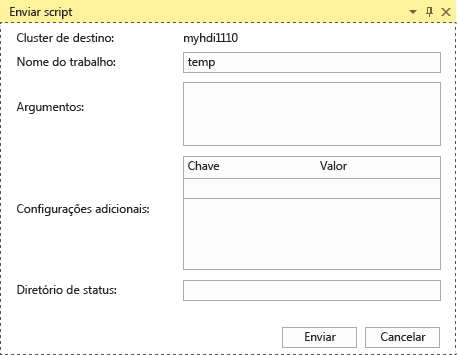 Enviar script
Cluster de destino: myhdi1110
Nome do trabalho: temp
Argumentos:
Chave Valor
Configurações adicionais:
Diretório de status:
Enviar Cancelar